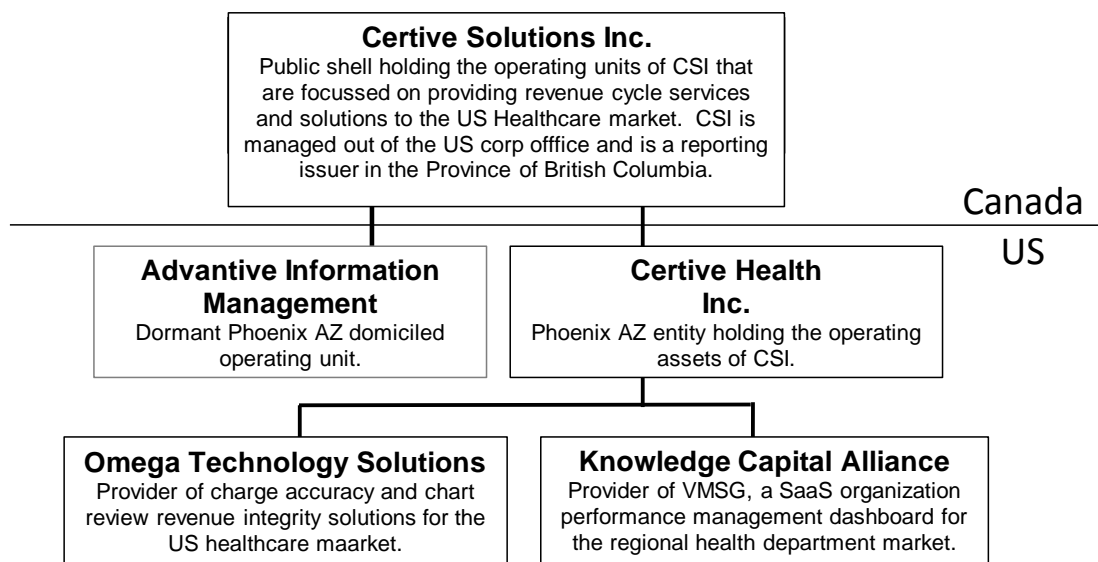 Certive Solutions Inc.
Public shell holding the operating units of CSI that
are focussed on providing revenue cycle services
and solutions to the US Healthcare market.  CSI is
managed out of the US corp offfice and is a reporting
issuer in the Province of British Columbia.
Canada
US
Advantive Information
Management
Dormant Phoenix AZ domiciled
operating unit.
Certive Health
Inc.
Phoenix AZ entity holding the operating
assets of CSI.
Omega Technology Solutions
Provider of charge accuracy and chart
review revenue integrity solutions for the
US healthcare maarket.
Knowledge Capital Alliance
Provider of VMSG, a SaaS organization
performance management dashboard for
the regional health department market.